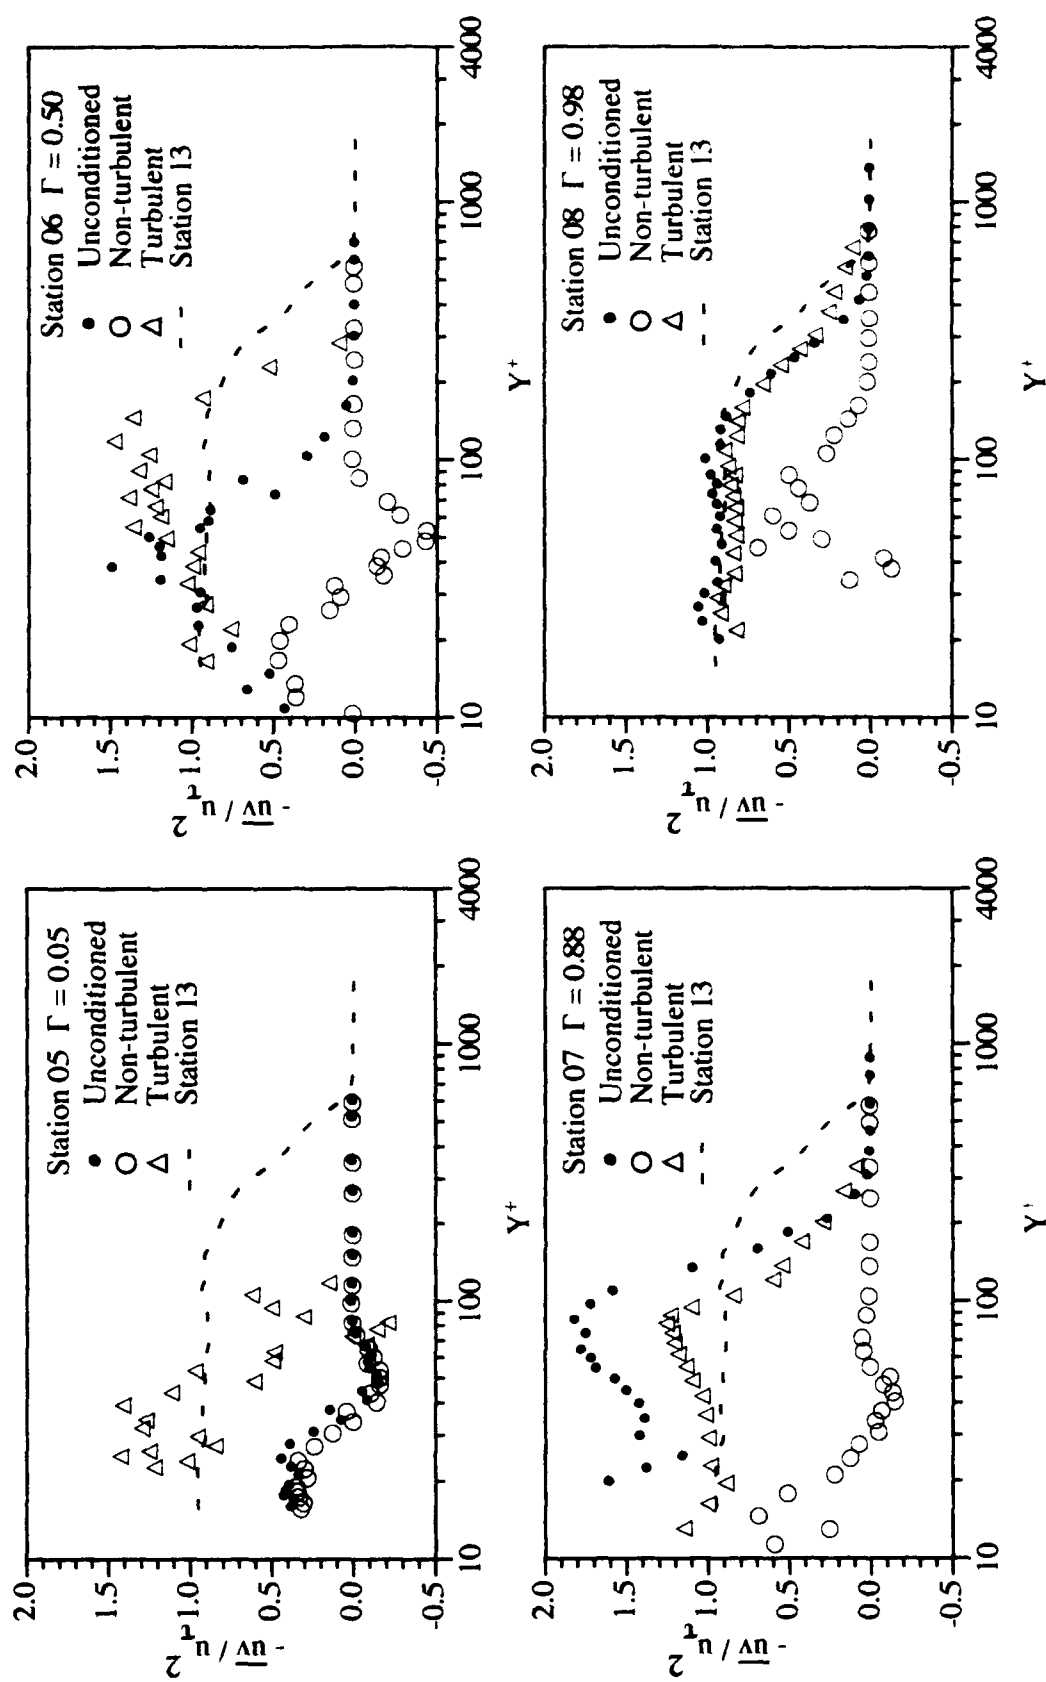 Station 05 Γ = 0.05
● Unconditioned
○ Non-turbulent
△ Turbulent
- - Station 13
2.0
1.5
1.0
0.5
0.0
-0.5
- uv / u τ 2
10
100
1000
4000
Y+
Station 06 Γ = 0.50
● Unconditioned
○ Non-turbulent
△ Turbulent
- - Station 13
2.0
1.5
1.0
0.5
0.0
-0.5
- uv / u τ 2
10
100
1000
4000
Y+
Station 07 Γ = 0.88
● Unconditioned
○ Non-turbulent
△ Turbulent
- - Station 13
2.0
1.5
1.0
0.5
0.0
-0.5
- uv / u τ 2
10
100
1000
4000
Y+
Station 08 Γ = 0.98
● Unconditioned
○ Non-turbulent
△ Turbulent
- - Station 13
2.0
1.5
1.0
0.5
0.0
-0.5
- uv / u τ 2
10
100
1000
4000
Y+